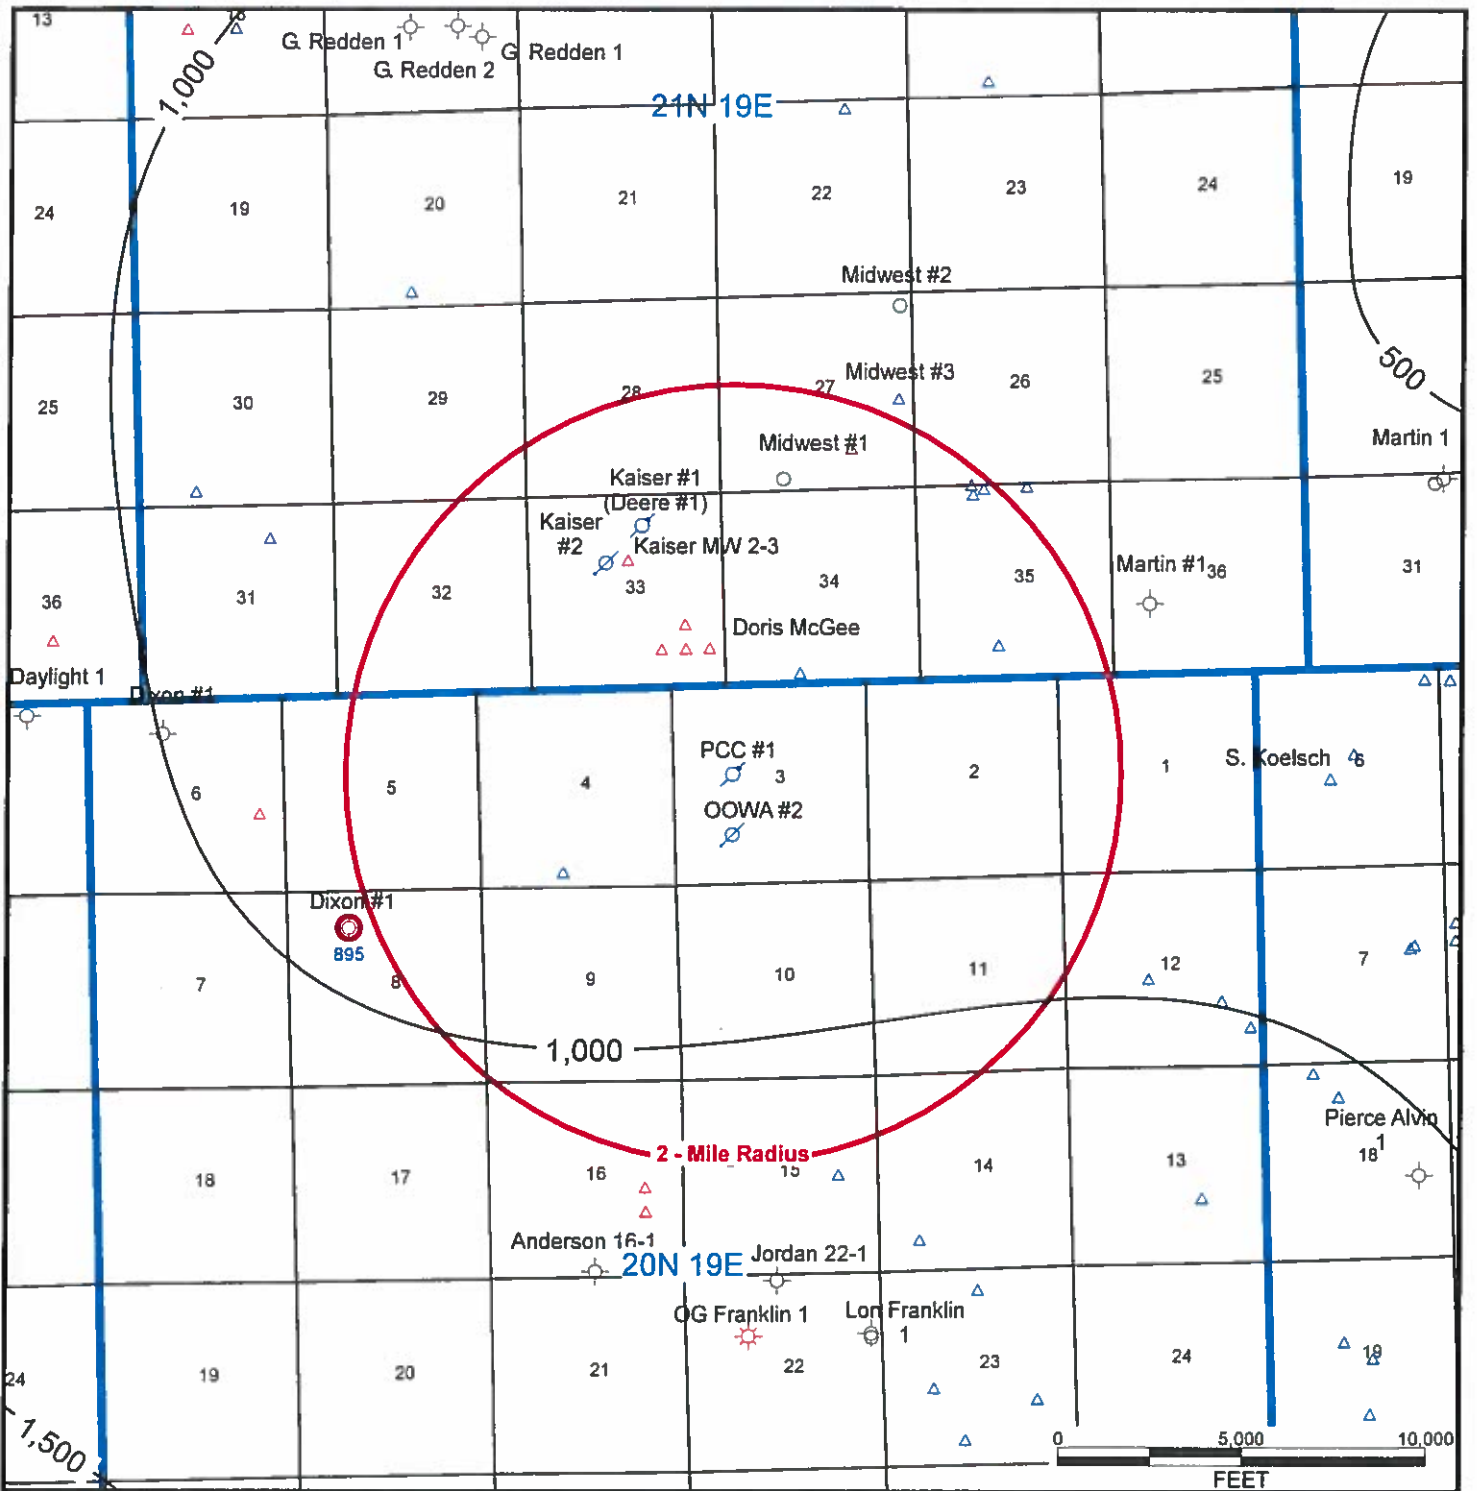 13
18
G. Redden 1
G. Redden 2
G. Redden 1
1,000
21N 19E
24
19
20
21
22
23
24
19
Midwest #2
500
25
30
29
28
27
Midwest #3
26
25
Martin 1
Midwest #1
Kaiser #1
(Deere #1)
Kaiser
#2
Kaiser MW 2-3
36
31
32
33
34
35
Martin #1
36
31
Doris McGee
Daylight 1
Dixon #1
PCC #1
S. Koelsch
6
5
4
3
2
1
6
OOWA #2
Dixon #1
895
7
8
9
10
11
12
7
1,000
Pierce Alvin
1
2 - Mile Radius
18
17
16
15
14
13
18
Anderson 16-1
20N 19E
Jordan 22-1
OG Franklin 1
Lon Franklin
1
24
19
20
21
22
23
24
19
1,500
0
5,000
10,000
FEET